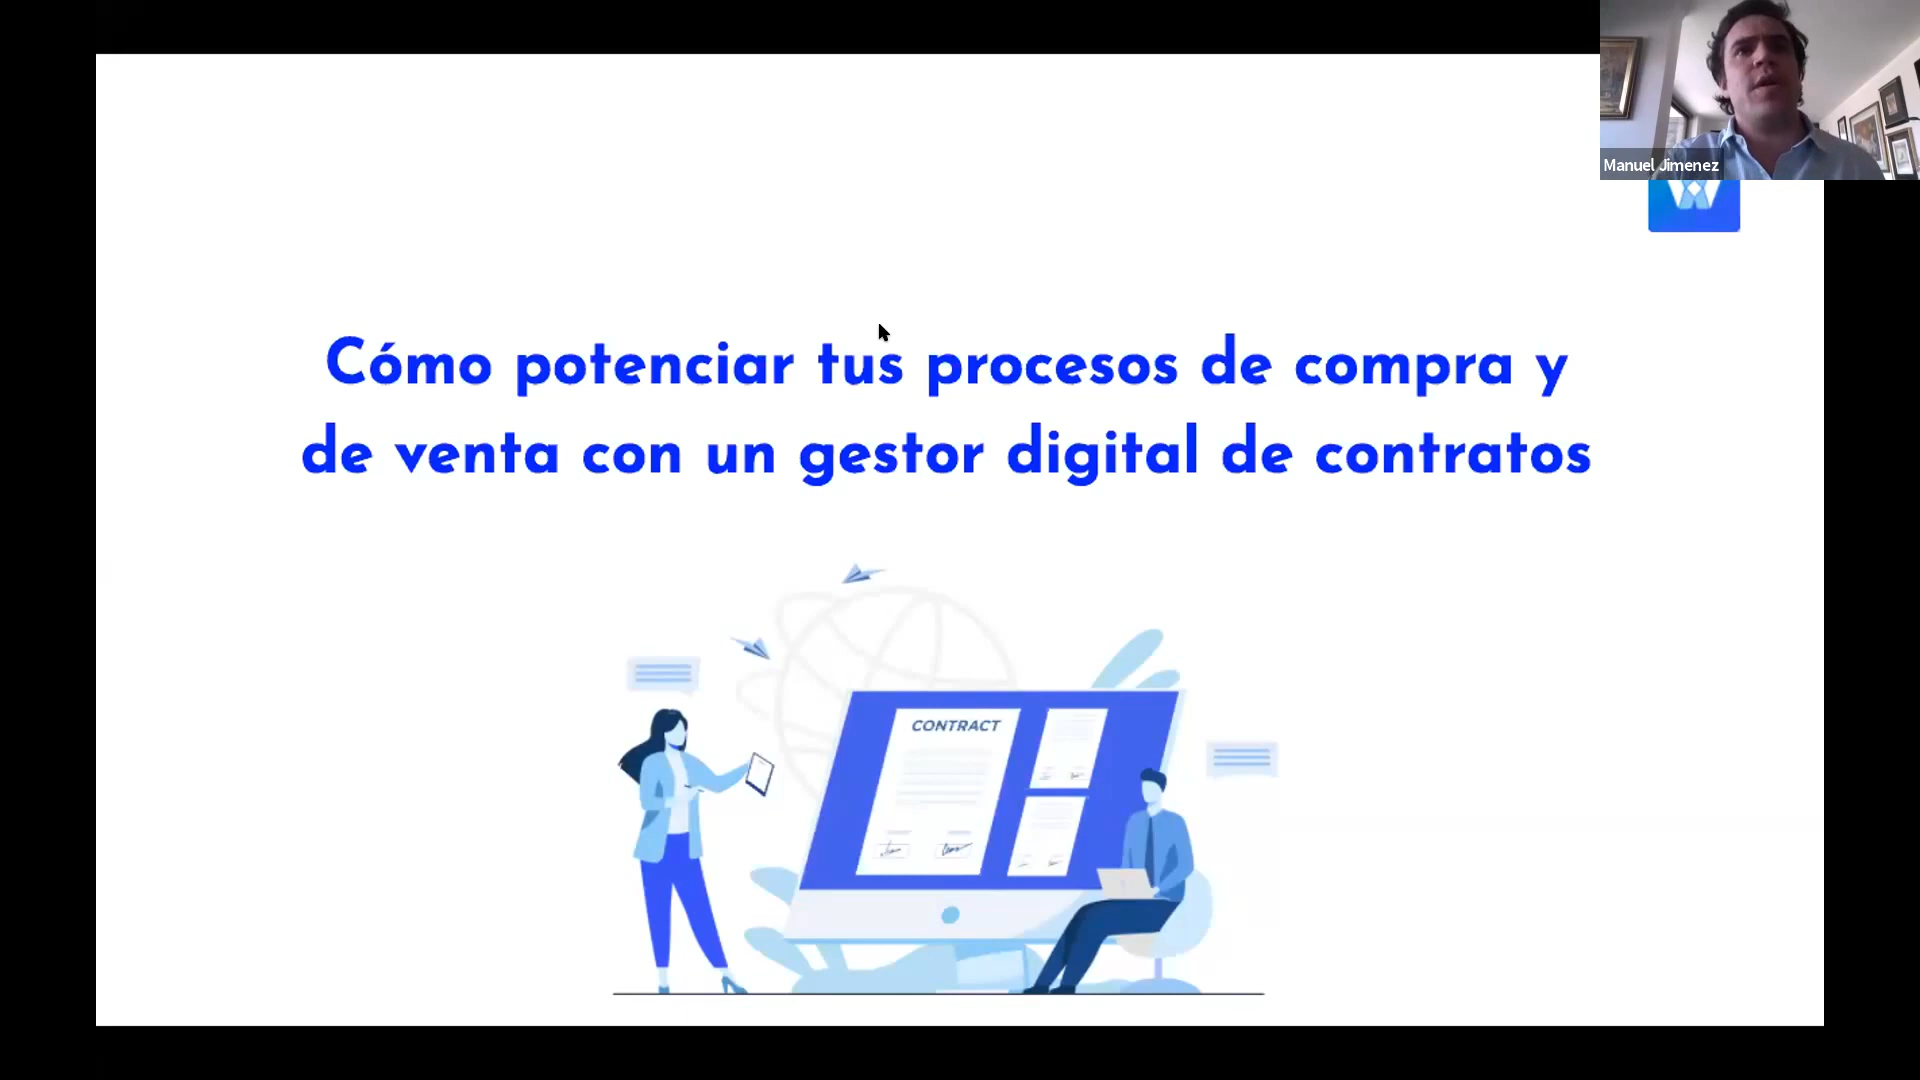 Manuel Jimenez
Cómo potenciar tus procesos de compra y
de venta con un gestor digital de contratos
CONTRACT